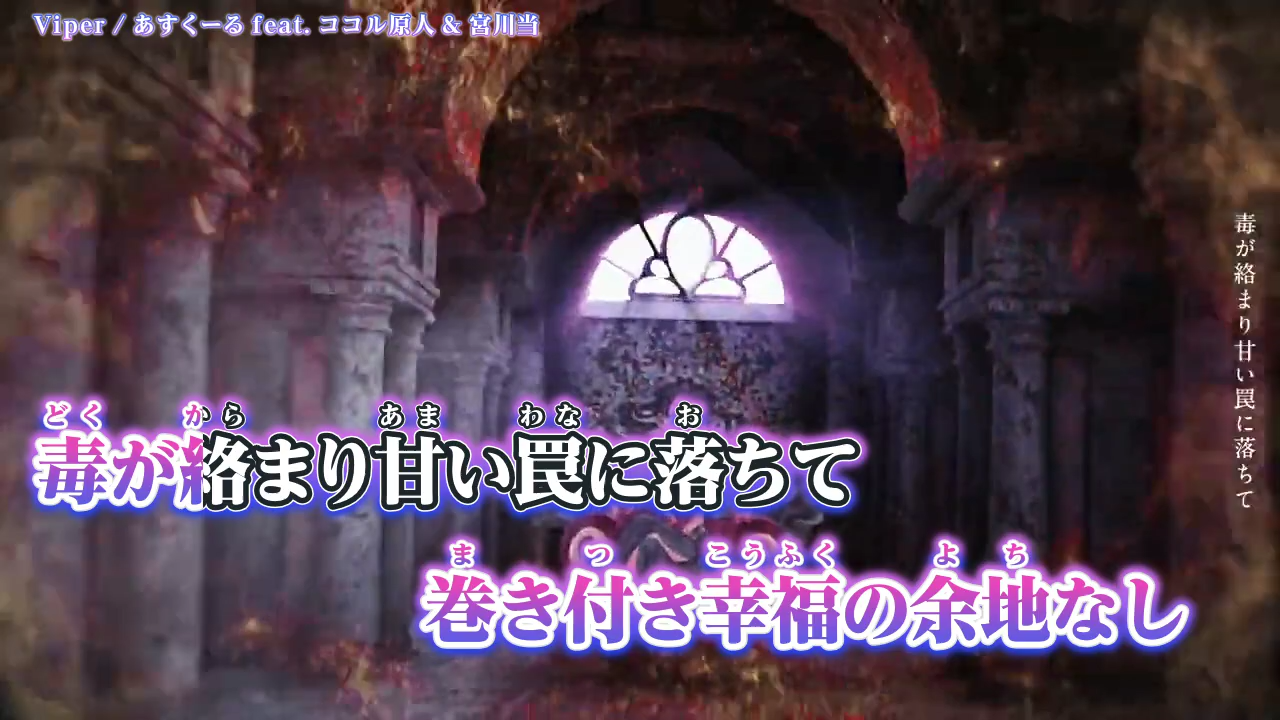 Viper / あすくーる feat. ココル原人 & 宮川当
毒が絡まり甘い罠に落ちて
どく から あま わな お
毒が絡まり甘い罠に落ちて
ま つ こうふく よ ち
巻き付き幸福の余地なし